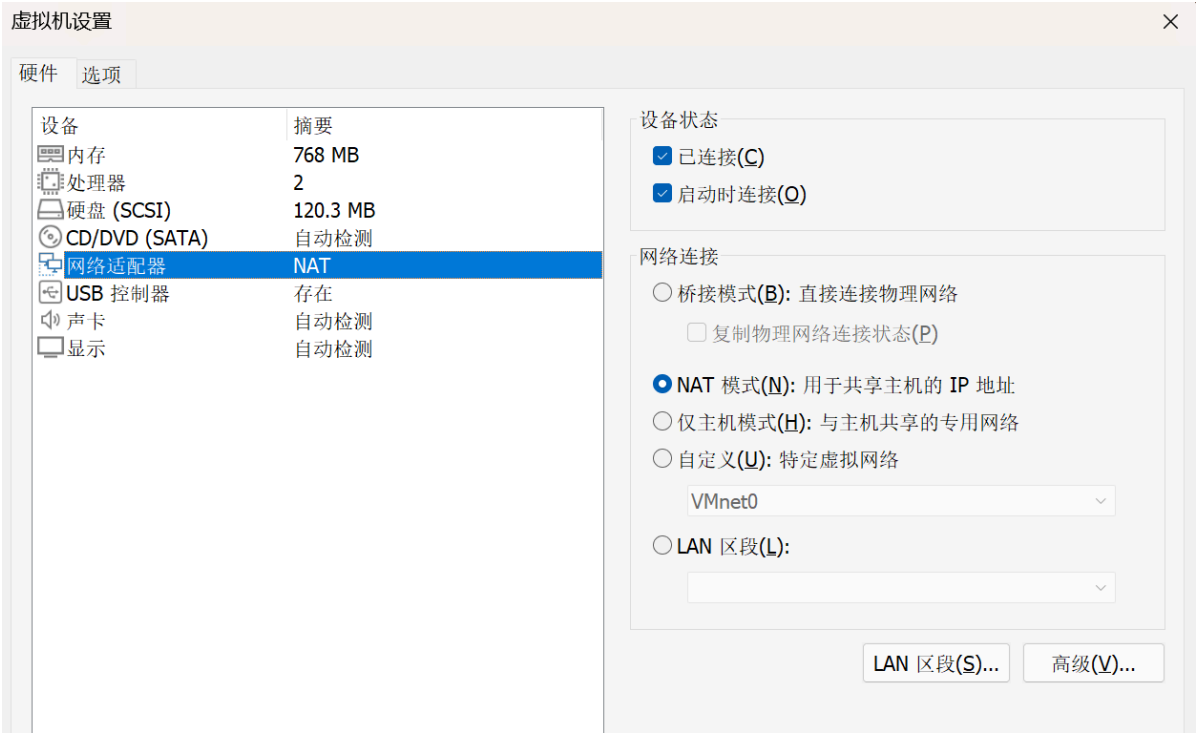 虚拟机设置
硬件 选项
设备 摘要
内存 768 MB
处理器 2
硬盘 (SCSI) 120.3 MB
CD/DVD (SATA) 自动检测
网络适配器 NAT
USB 控制器 存在
声卡 自动检测
显示 自动检测
设备状态
已连接(C)
启动时连接(O)
网络连接
桥接模式(B): 直接连接物理网络
复制物理网络连接状态(P)
NAT 模式(N): 用于共享主机的 IP 地址
仅主机模式(H): 与主机共享的专用网络
自定义(U): 特定虚拟网络
VMnet0
LAN 区段(L):
LAN 区段(S)... 高级(V)...